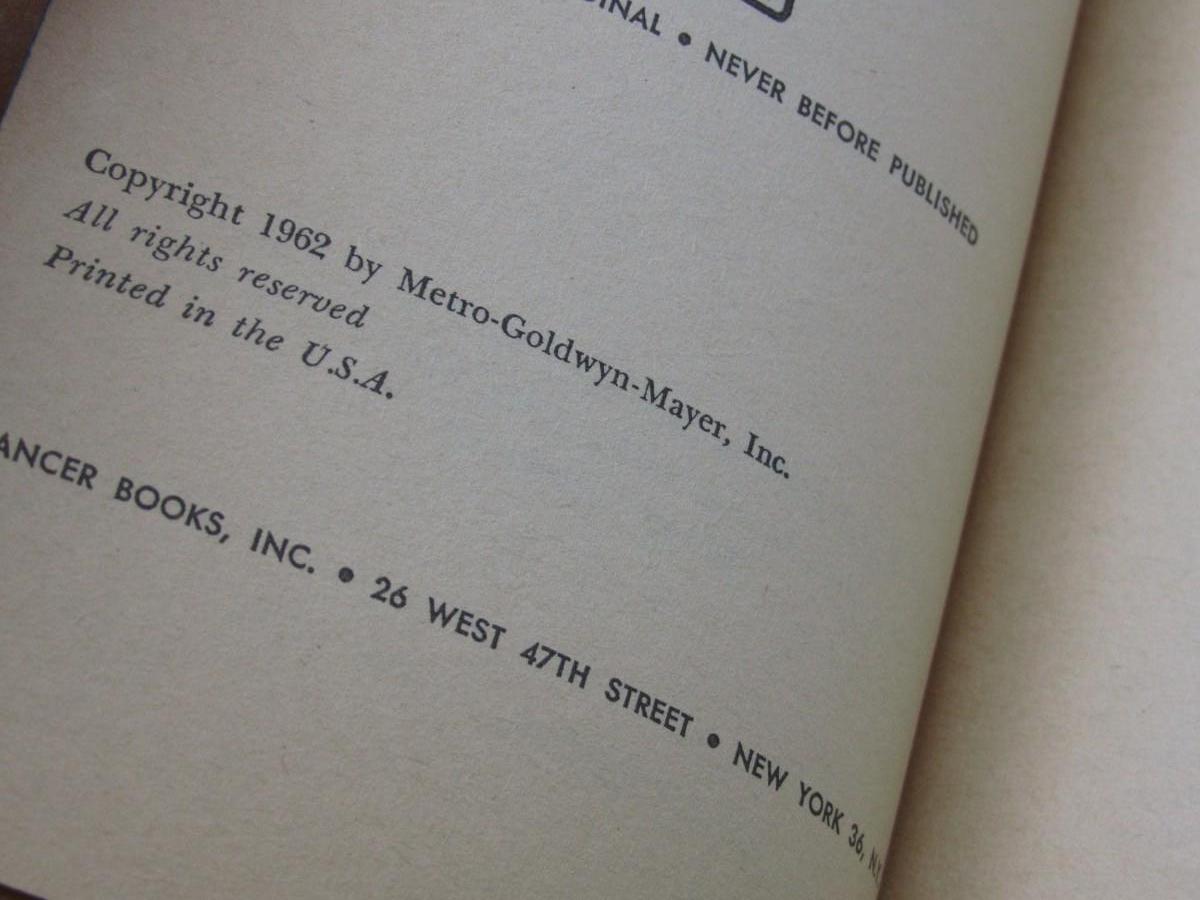 INAL • NEVER BEFORE PUBLISHED
Copyright 1962 by Metro-Goldwyn-Mayer, Inc.
All rights reserved
Printed in the U.S.A.
ANCER BOOKS, INC. • 26 WEST 47TH STREET • NEW YORK 36, N.Y.